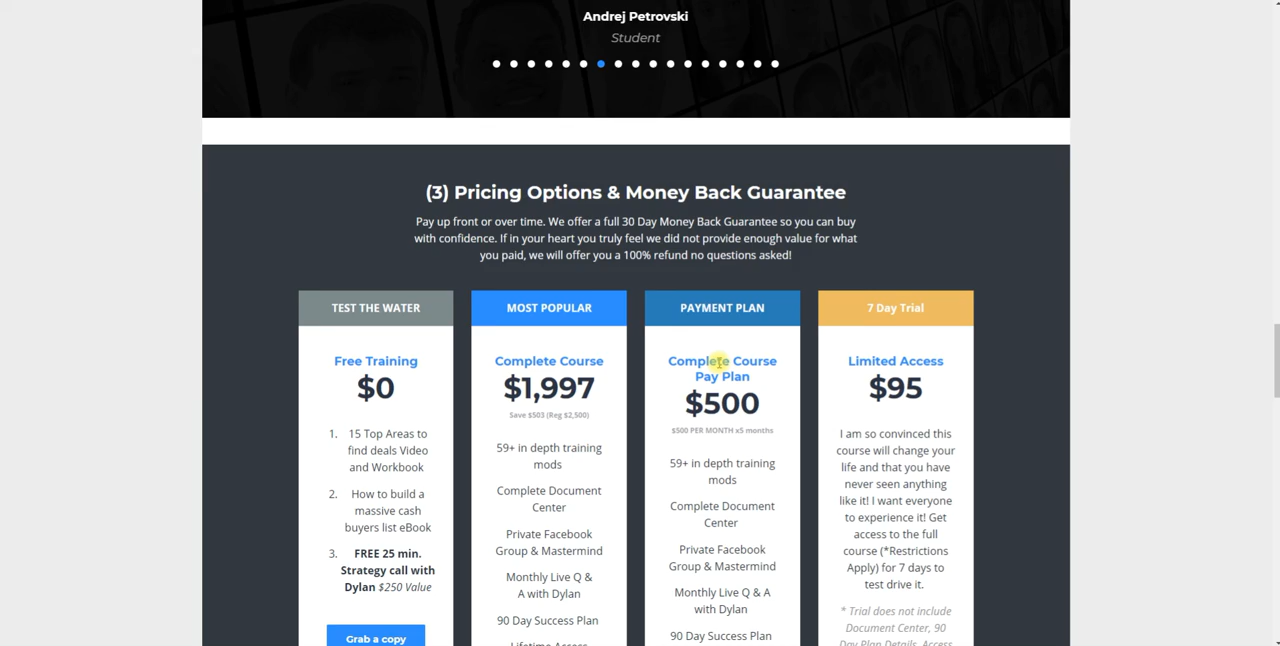 Andrej Petrovski
Student
(3) Pricing Options & Money Back Guarantee
Pay up front or over time. We offer a full 30 Day Money Back Guarantee so you can buy
with confidence. If in your heart you truly feel we did not provide enough value for what
you paid, we will offer you a 100% refund no questions asked!
TEST THE WATER
Free Training
$0
1. 15 Top Areas to
find deals Video
and Workbook
2. How to build a
massive cash
buyers list eBook
3. FREE 25 min.
Strategy call with
Dylan $250 Value
Grab a copy
MOST POPULAR
Complete Course
$1,997
Save $503 (Reg $2,500)
59+ in depth training
mods
Complete Document
Center
Private Facebook
Group & Mastermind
Monthly Live Q &
A with Dylan
90 Day Success Plan
Lifetime Access
PAYMENT PLAN
Complete Course
Pay Plan
$500
$500 PER MONTH x5 months
59+ in depth training
mods
Complete Document
Center
Private Facebook
Group & Mastermind
Monthly Live Q & A
with Dylan
90 Day Success Plan
7 Day Trial
Limited Access
$95
I am so convinced this
course will change your
life and that you have
never seen anything
like it! I want everyone
to experience it! Get
access to the full
course (*Restrictions
Apply) for 7 days to
test drive it.
* Trial does not include
Document Center, 90
Day Plan Details, Access